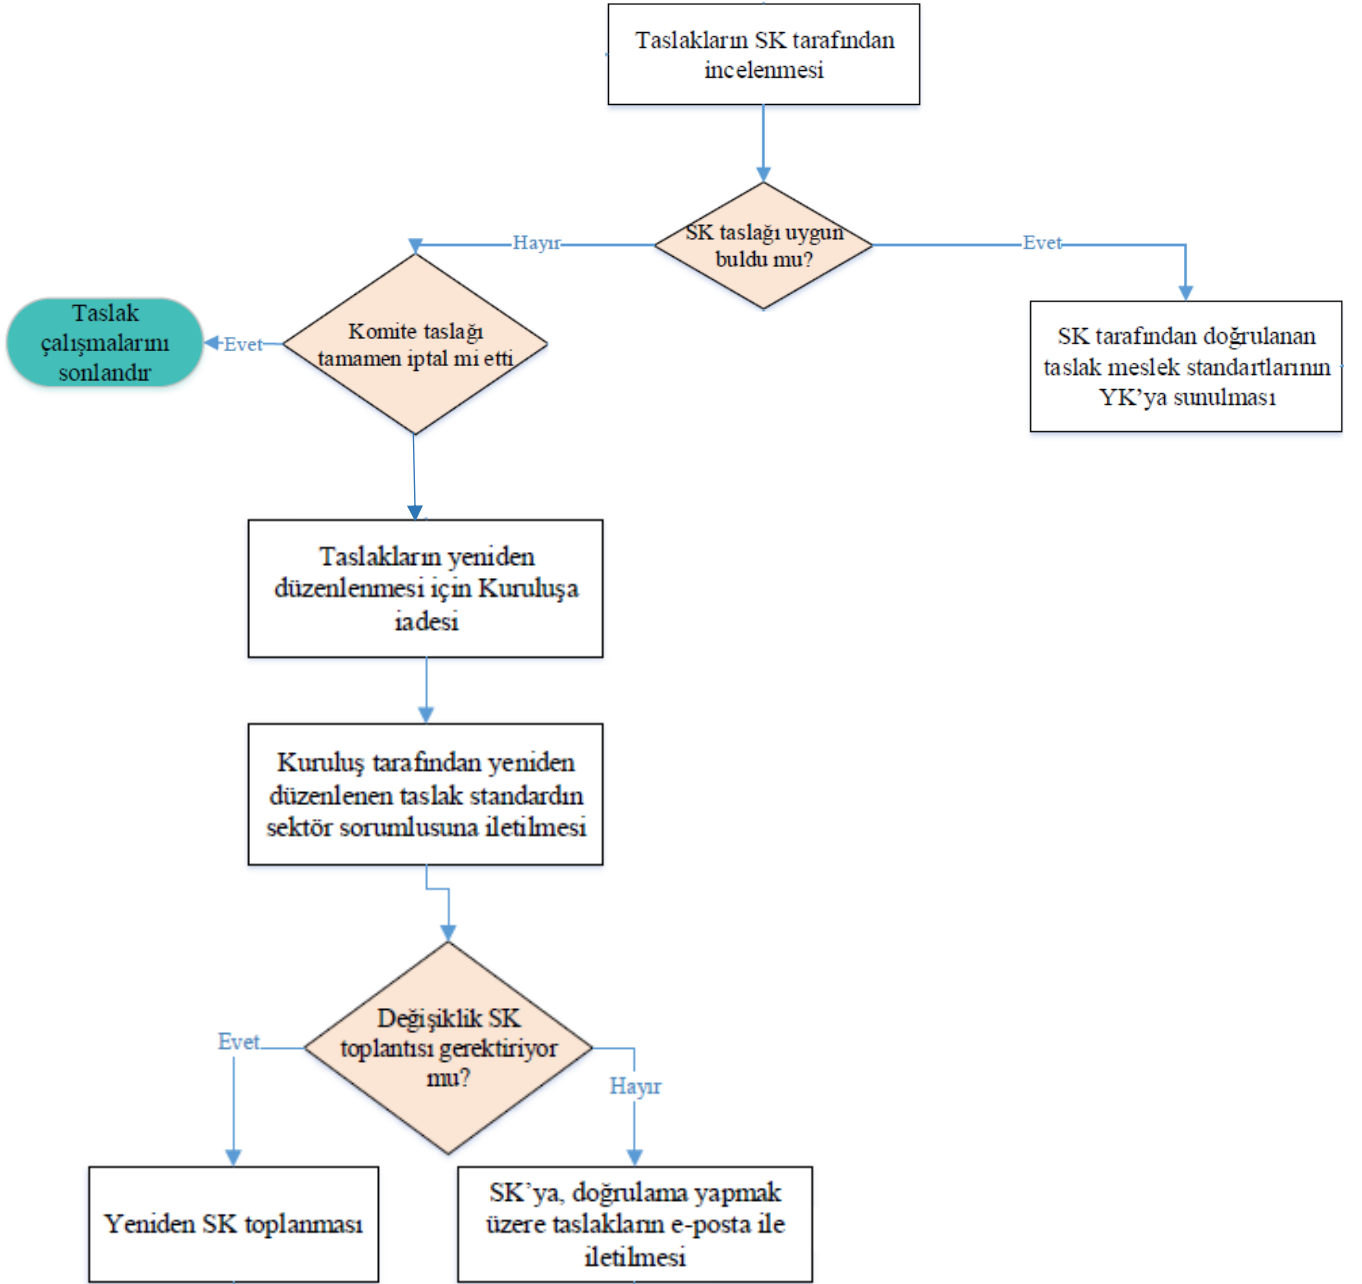 Taslakların SK tarafından
incelenmesi
SK taslağı uygun
buldu mu?
Hayır
Evet
Komite taslağı
tamamen iptal mi etti
Evet
Taslak
çalışmalarını
sonlandır
SK tarafından doğrulanan
taslak meslek standartlarının
YK’ya sunulması
Taslakların yeniden
düzenlenmesi için Kuruluşa
iadesi
Kuruluş tarafından yeniden
düzenlenen taslak standardın
sektör sorumlusuna iletilmesi
Değişiklik SK
toplantısı gerektiriyor
mu?
Evet
Hayır
Yeniden SK toplanması
SK’ya, doğrulama yapmak
üzere taslakların e-posta ile
iletilmesi